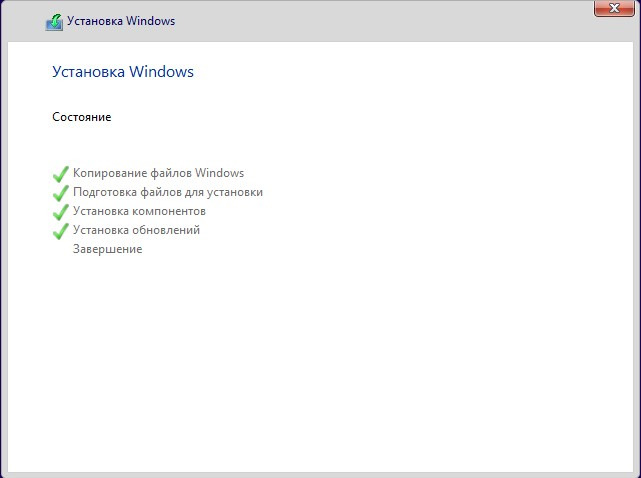 Установка Windows
Установка Windows
Состояние
Копирование файлов Windows
Подготовка файлов для установки
Установка компонентов
Установка обновлений
Завершение